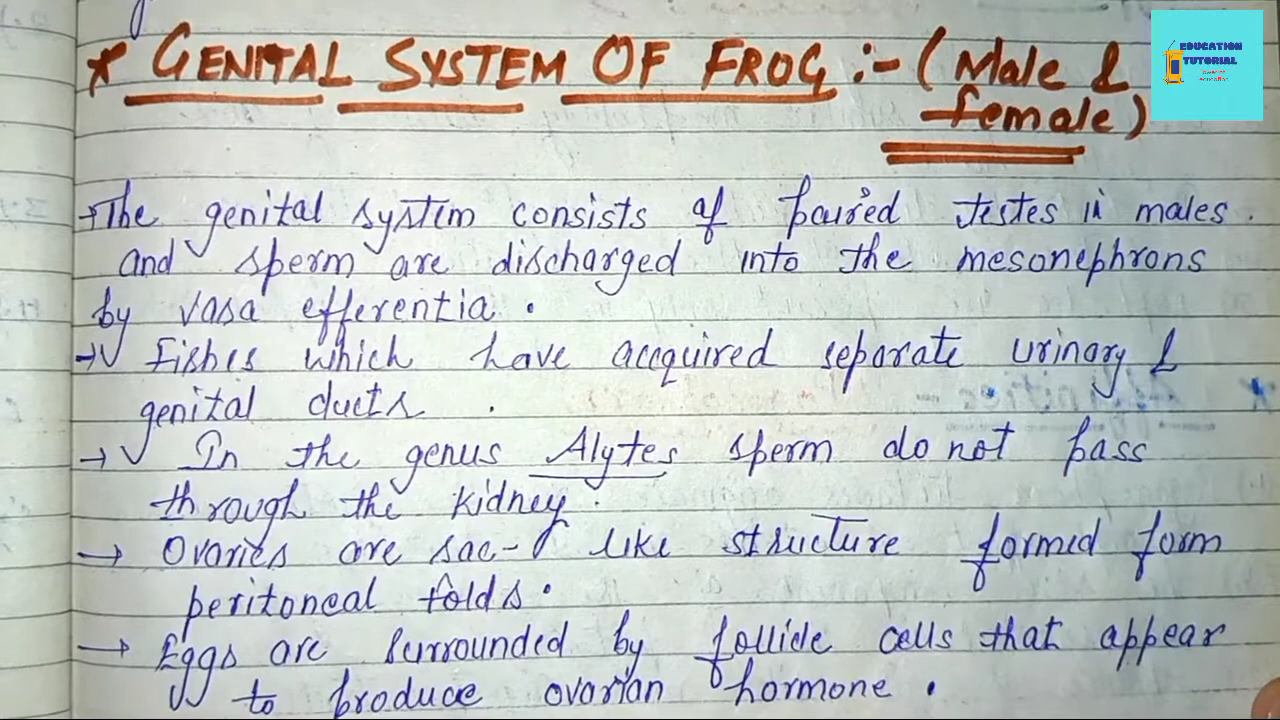 * GENITAL SYSTEM OF FROG :- (Male &
female)
EDUCATION
TUTORIAL
→ The genital system consists of paired testes in males.
and sperm are discharged into the mesonephrons
by vasa efferentia.
→ Fishes which have accquired separate urinary &
genital ducts.
→ In the genus Alytes sperm do not pass
through the kidney.
→ Ovaries are sac-like structure formed form
peritoneal folds.
→ Eggs are surrounded by follicle cells that appear
to produce ovarian hormone.